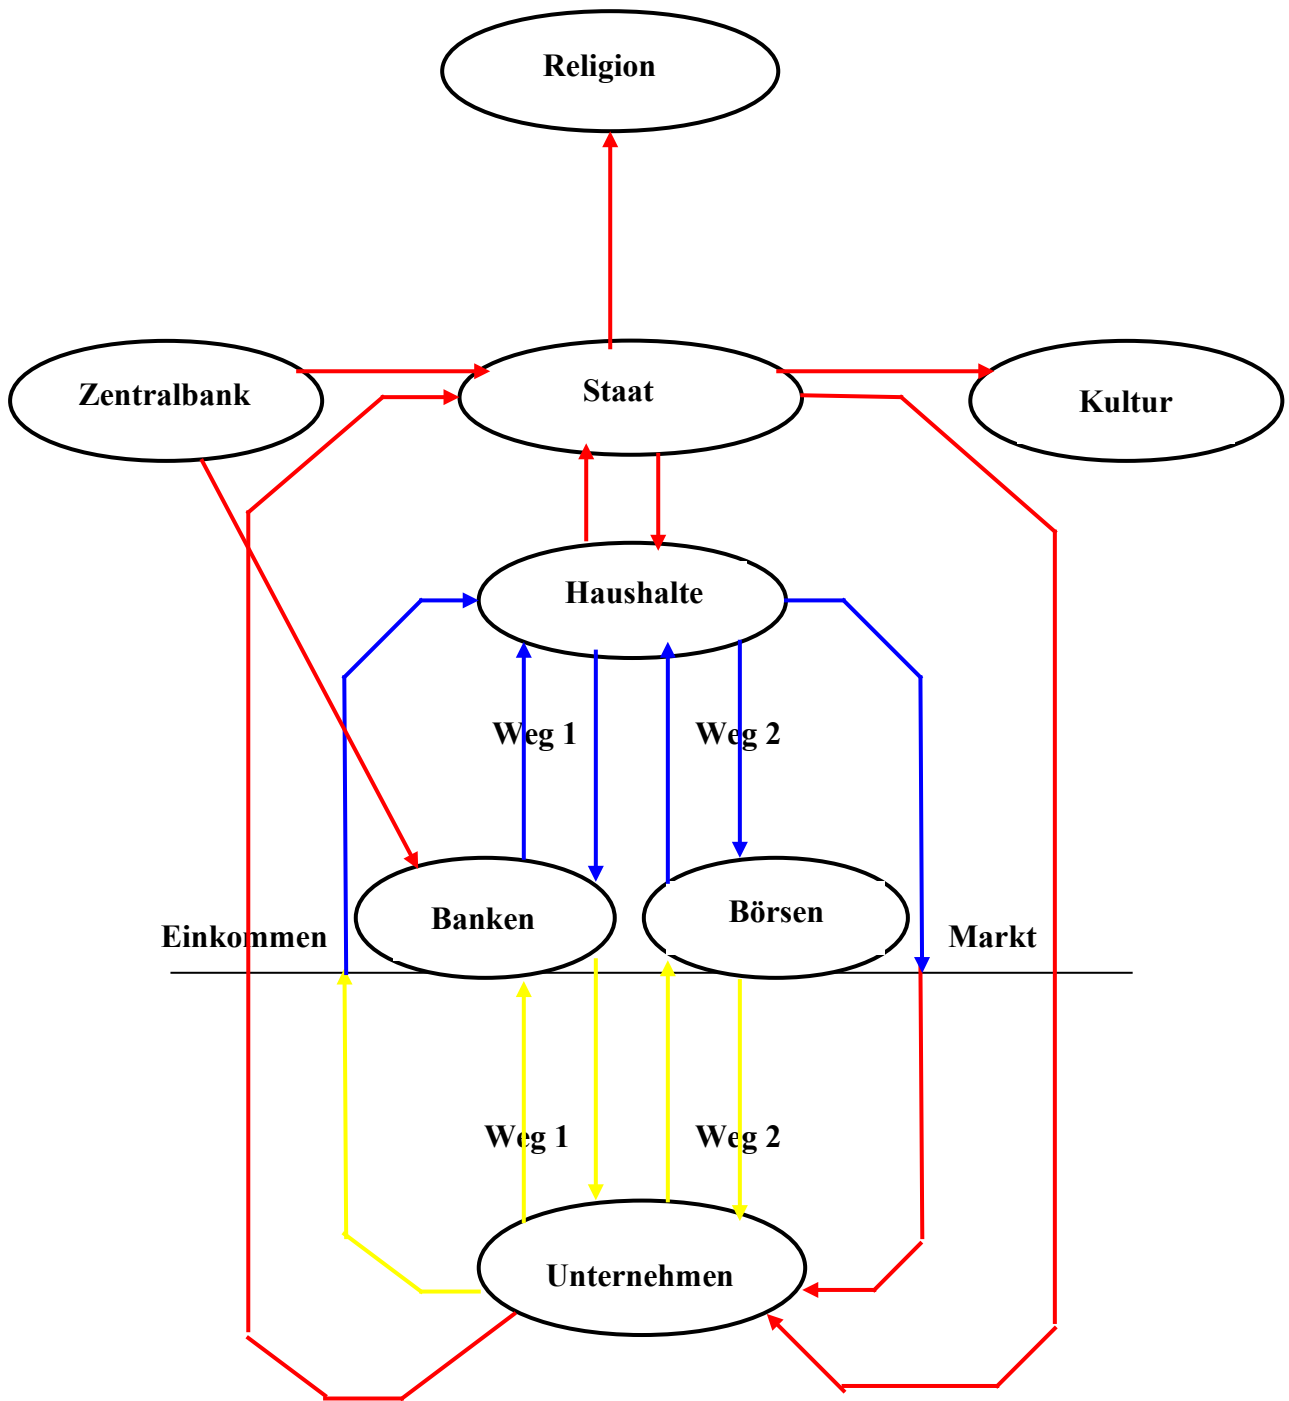 Religion
Zentralbank
Staat
Kultur
Haushalte
Weg 1
Weg 2
Einkommen
Banken
Börsen
Markt
Weg 1
Weg 2
Unternehmen